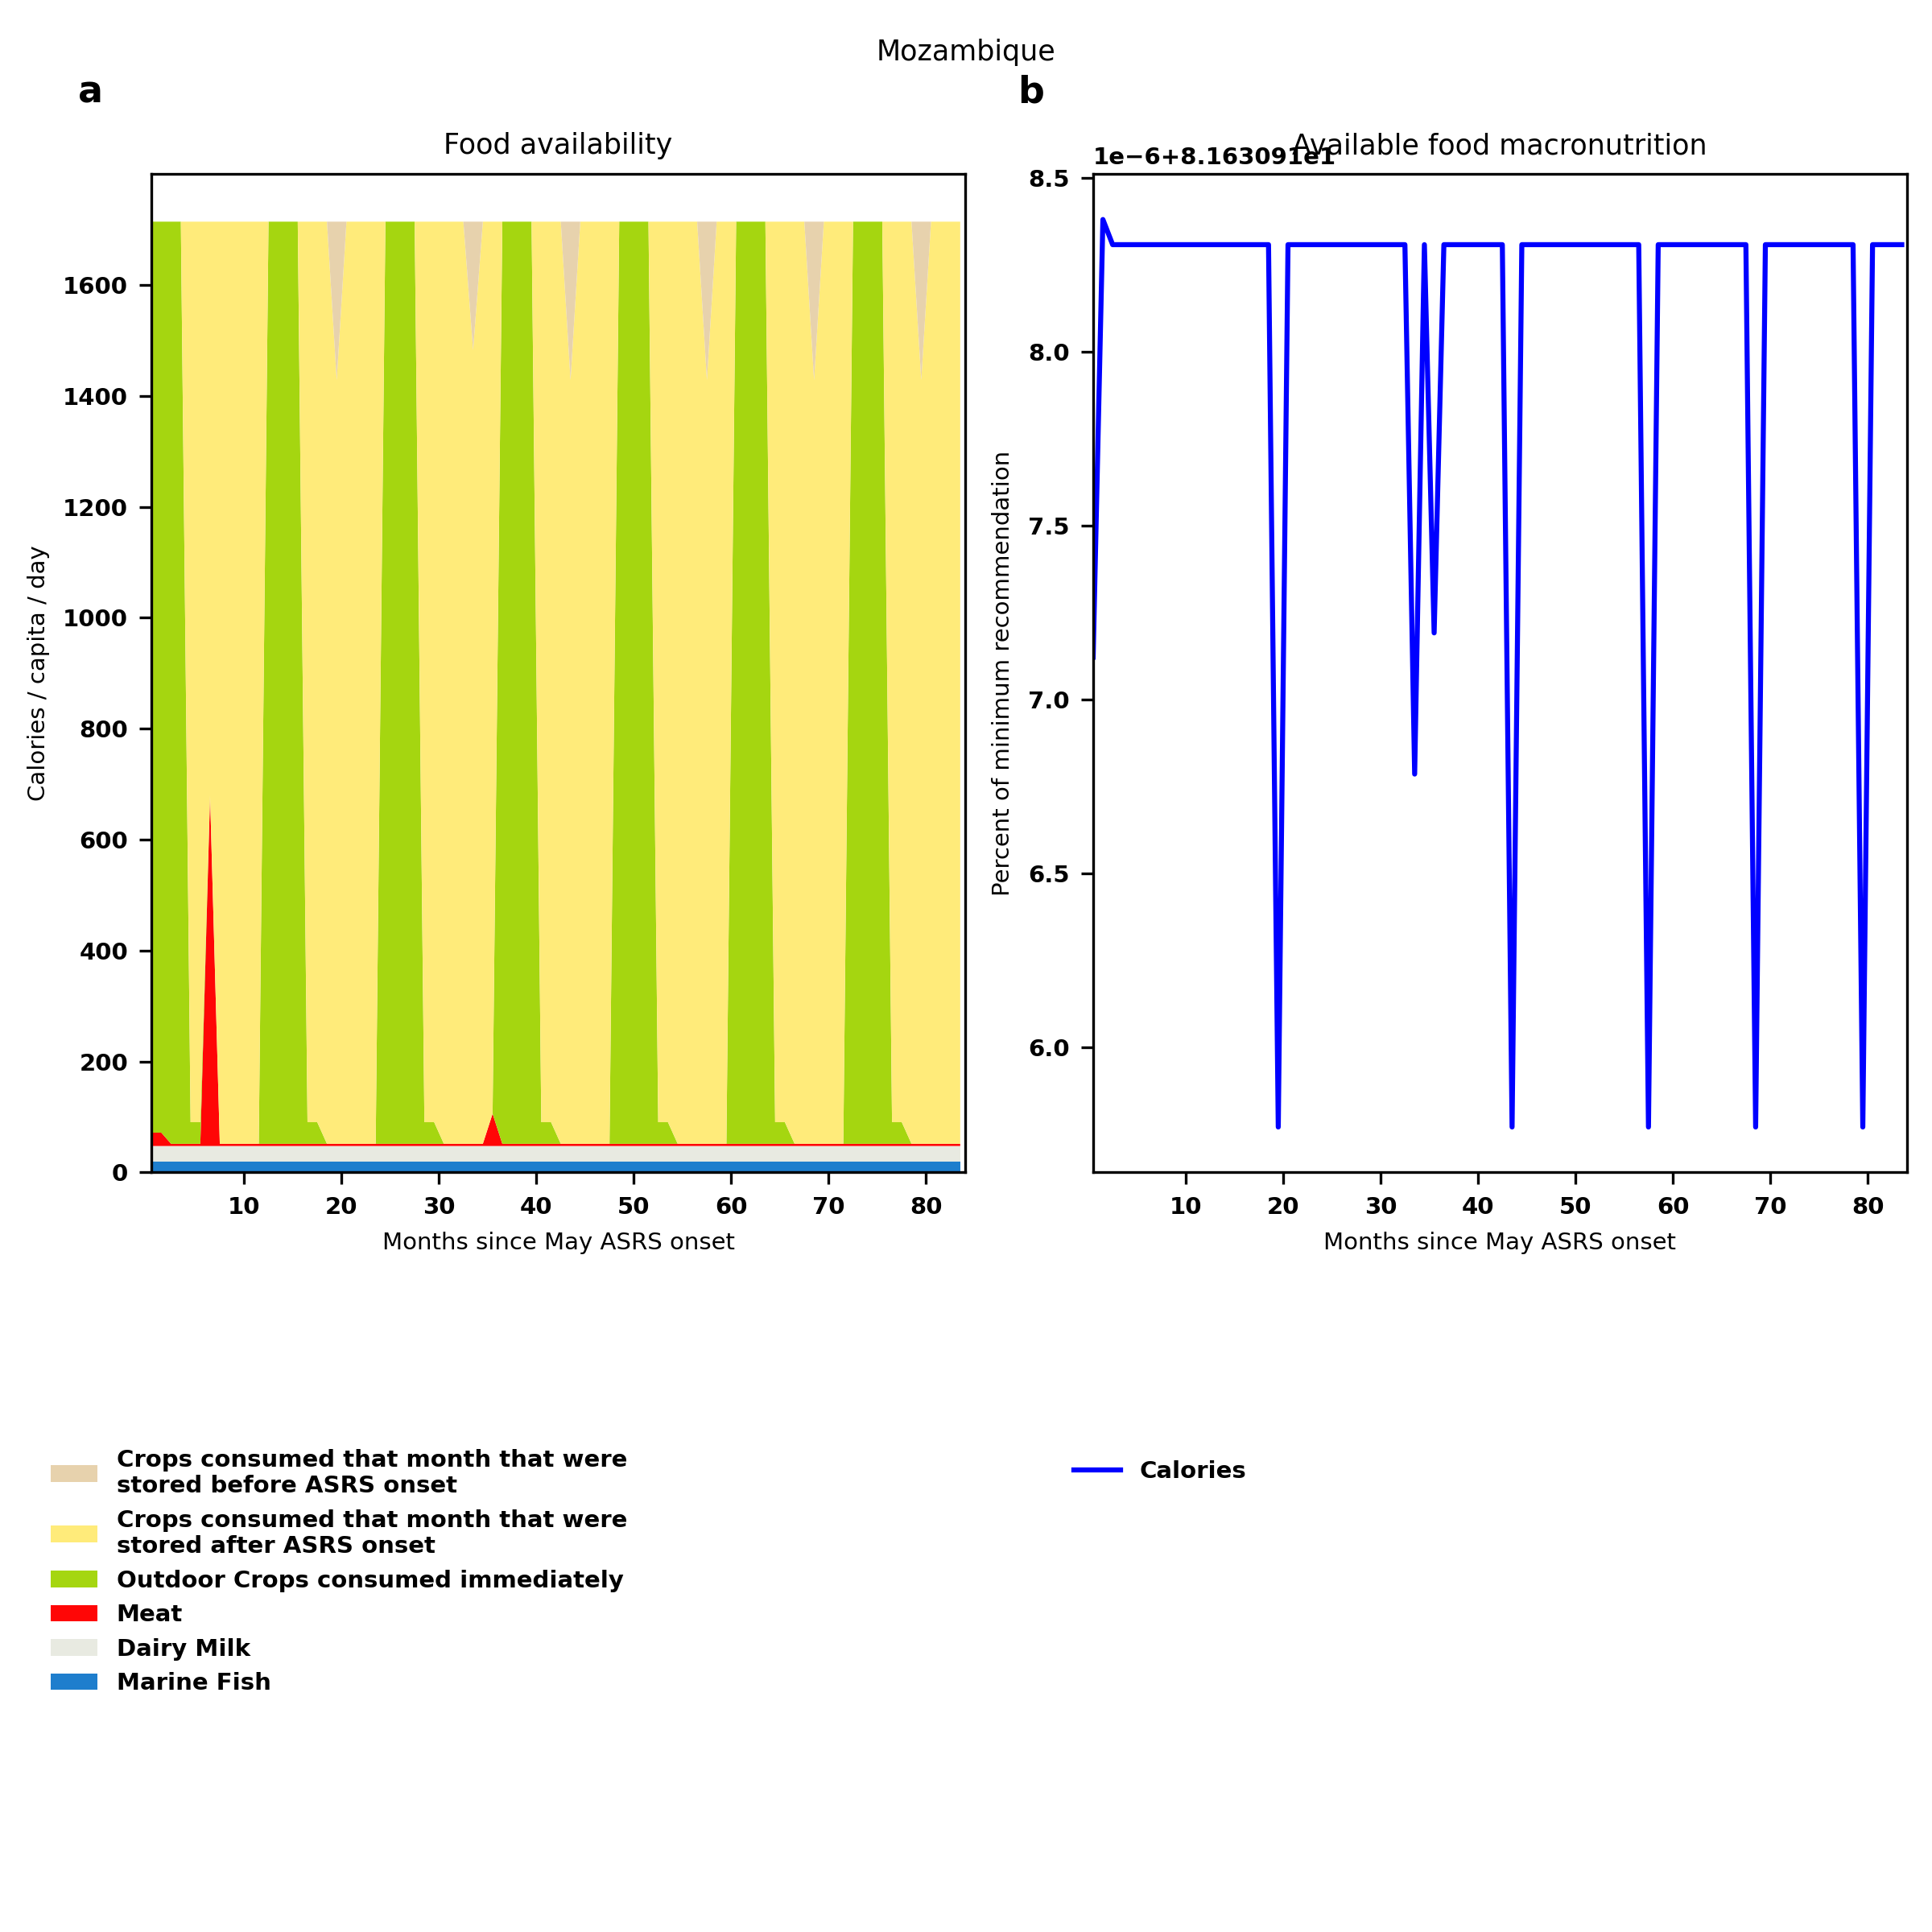 Mozambique
a
b
Food availability
Available food macronutrition
1e−6+8.163091e1
Calories / capita / day
1600
1400
1200
1000
800
600
400
200
0
10 20 30 40 50 60 70 80
Months since May ASRS onset
Percent of minimum recommendation
8.5
8.0
7.5
7.0
6.5
6.0
10 20 30 40 50 60 70 80
Months since May ASRS onset
Crops consumed that month that were
stored before ASRS onset
Crops consumed that month that were
stored after ASRS onset
Outdoor Crops consumed immediately
Meat
Dairy Milk
Marine Fish
Calories